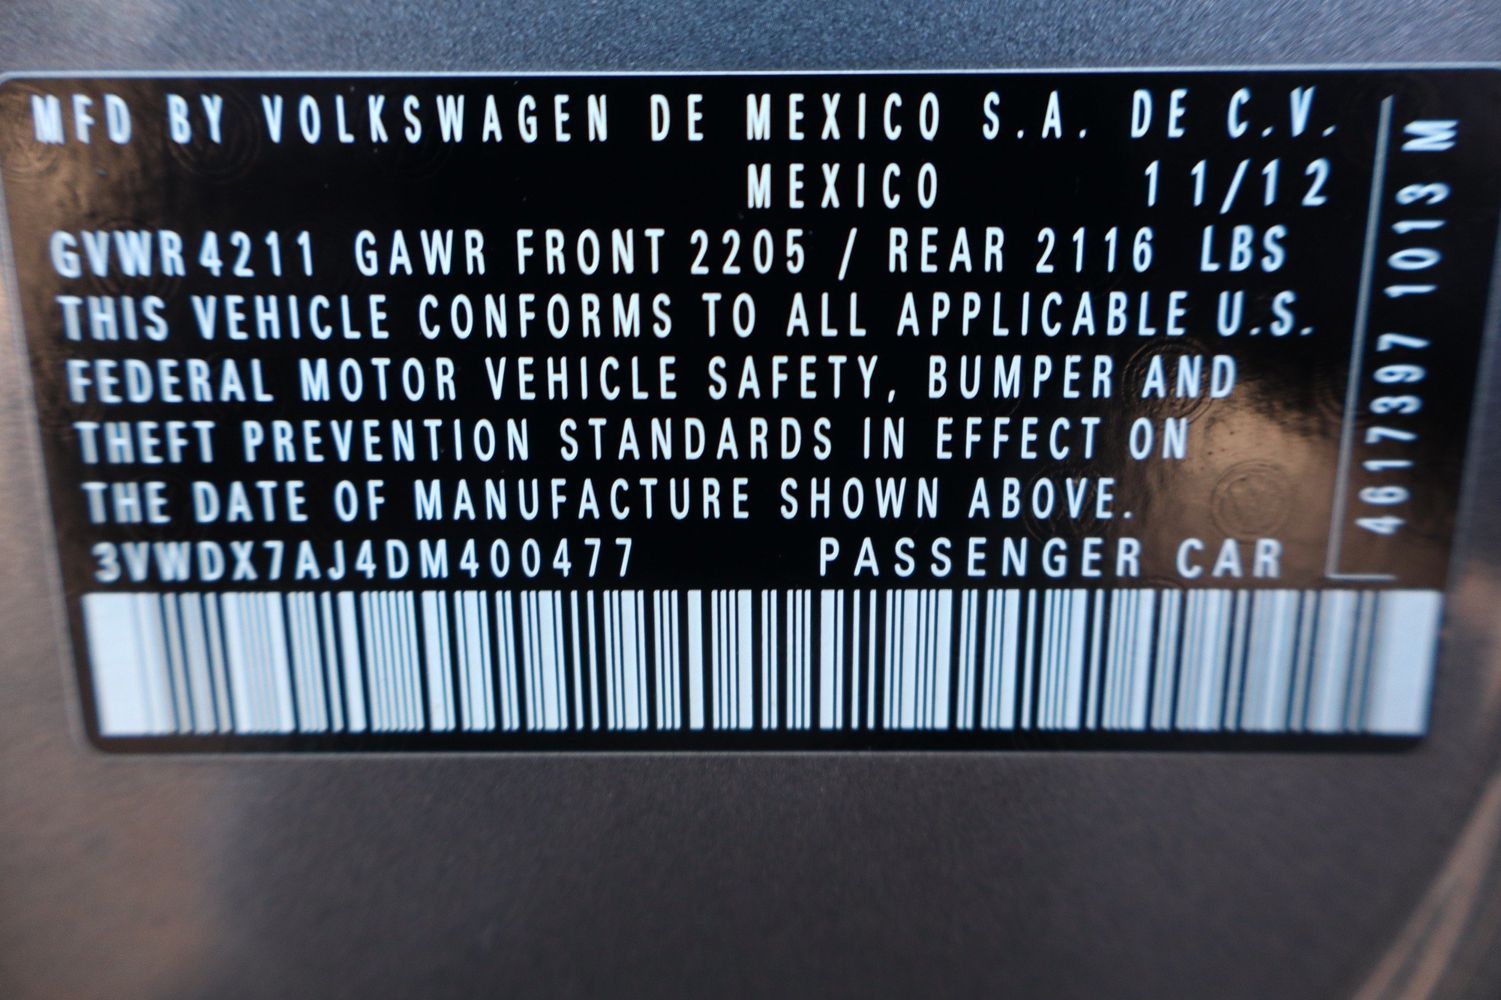 MFD BY VOLKSWAGEN DE MEXICO S.A. DE C.V.
MEXICO 11/12
GVWR 4211 GAWR FRONT 2205 / REAR 2116 LBS
THIS VEHICLE CONFORMS TO ALL APPLICABLE U.S.
FEDERAL MOTOR VEHICLE SAFETY, BUMPER AND
THEFT PREVENTION STANDARDS IN EFFECT ON
THE DATE OF MANUFACTURE SHOWN ABOVE.
3VWDX7AJ4DM400477 PASSENGER CAR
4617397 1013 M